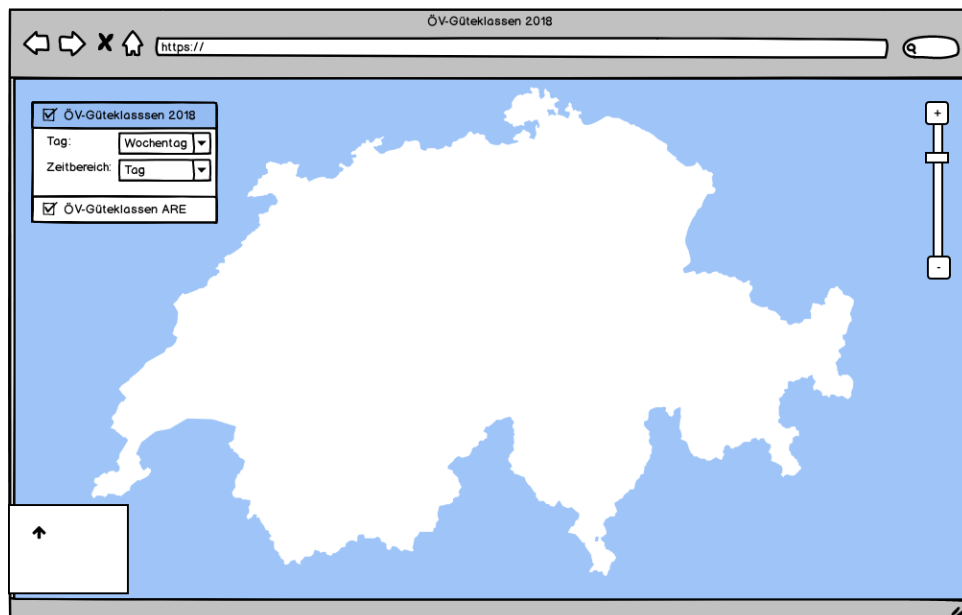 ÖV-Güteklassen 2018
https://
ÖV-Güteklasssen 2018
Tag: Wochentag
Zeitbereich: Tag
ÖV-Güteklassen ARE
+
-